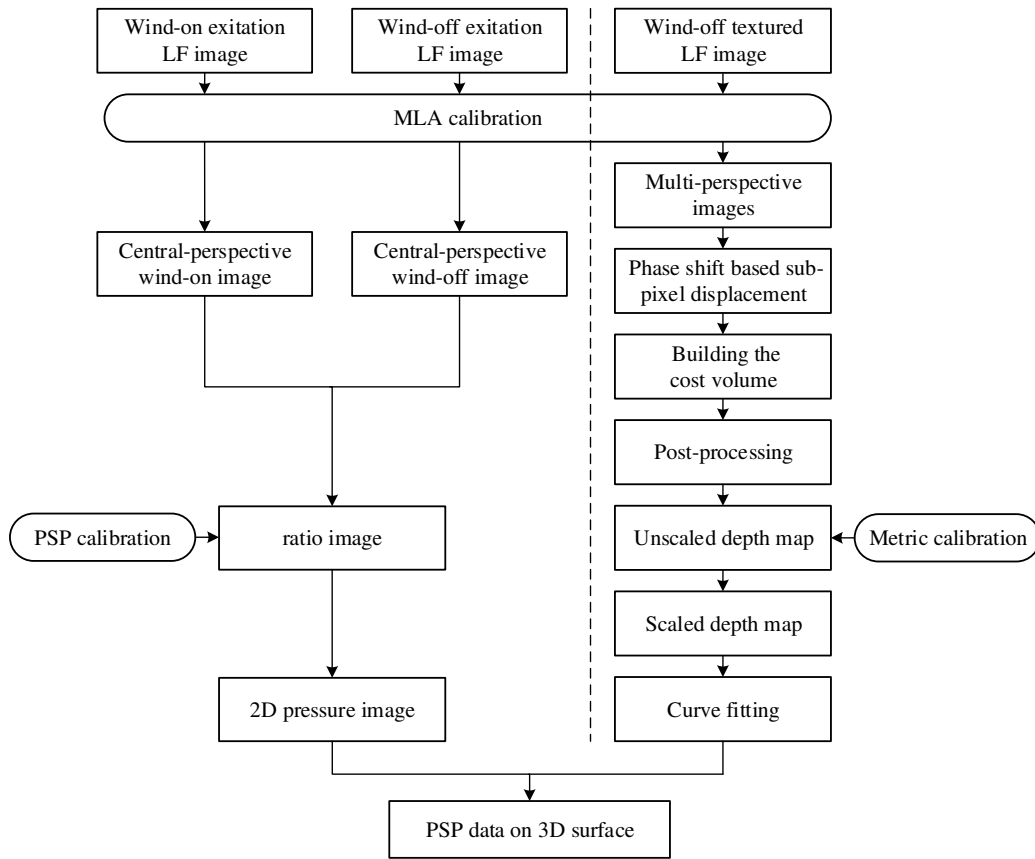 Wind-on exitation
LF image
Wind-off exitation
LF image
Wind-off textured
LF image
MLA calibration
Multi-perspective
images
Central-perspective
wind-on image
Central-perspective
wind-off image
Phase shift based sub-
pixel displacement
Building the
cost volume
Post-processing
PSP calibration
ratio image
Unscaled depth map
Metric calibration
Scaled depth map
2D pressure image
Curve fitting
PSP data on 3D surface